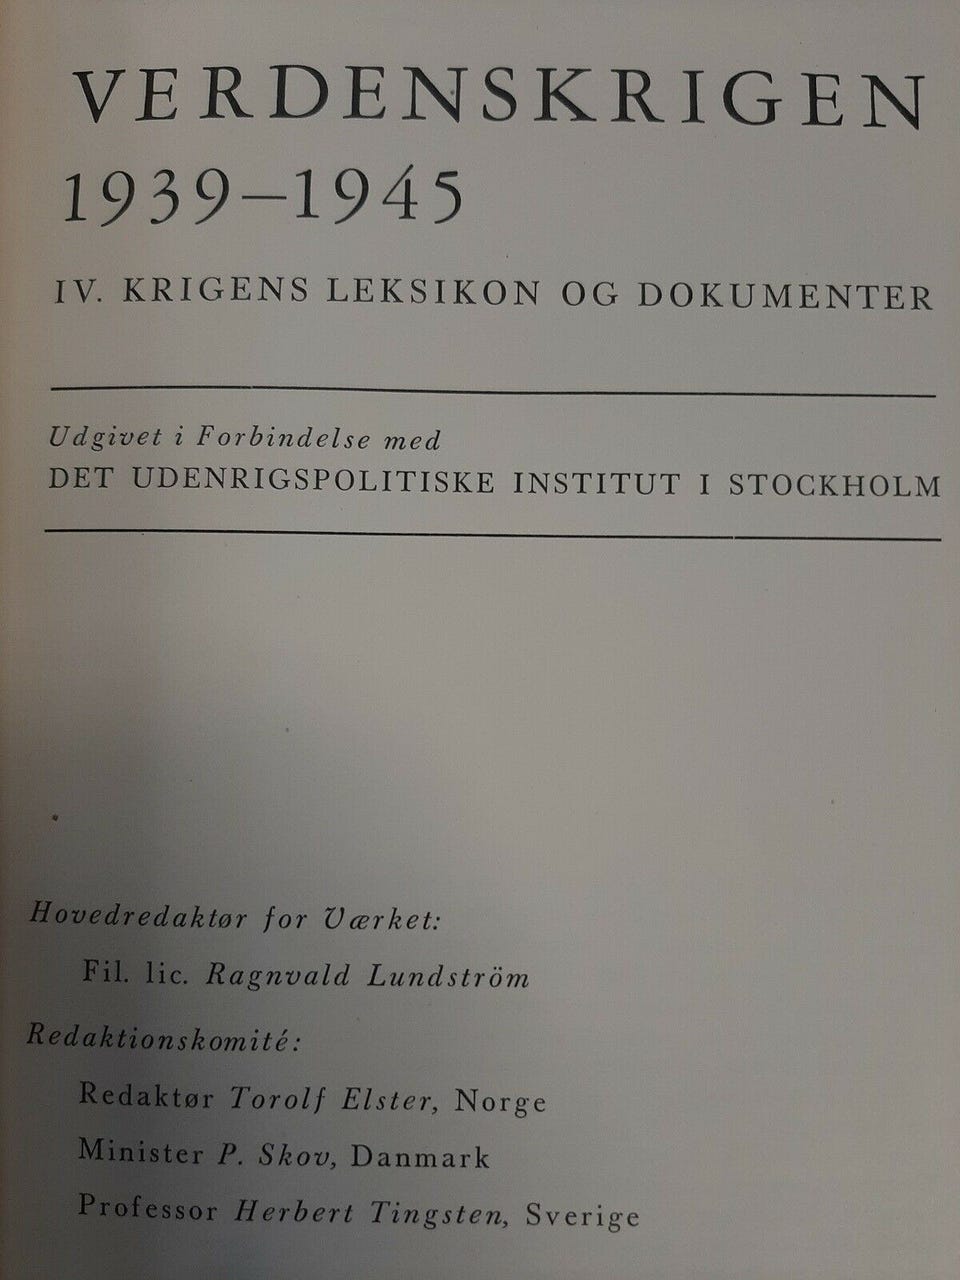 VERDENSKRIGEN
1939–1945
IV. KRIGENS LEKSIKON OG DOKUMENTER
Udgivet i Forbindelse med
DET UDENRIGSPOLITISKE INSTITUT I STOCKHOLM
Hovedredaktør for Værket:
Fil. lic. Ragnvald Lundström
Redaktionskomité:
Redaktør Torolf Elster, Norge
Minister P. Skov, Danmark
Professor Herbert Tingsten, Sverige